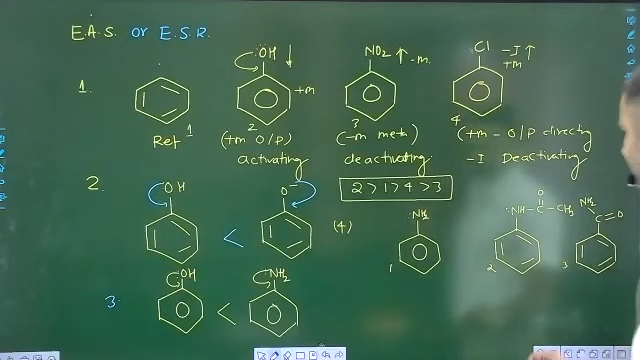 E.A.S. or E.S.R.
1.
Ref 1
:OH +m
2
(+m O/P)
activating
NO2 -m
3
(-m meta)
deactivating
Cl -I
+m
4
(+m - O/P directing
-I Deactivating
2 > 1 > 4 > 3
2.
:OH < O-
3.
:OH < :NH2
(4)
:NH2
1
:NH-C-CH3
O
2
NH2
C=O
3